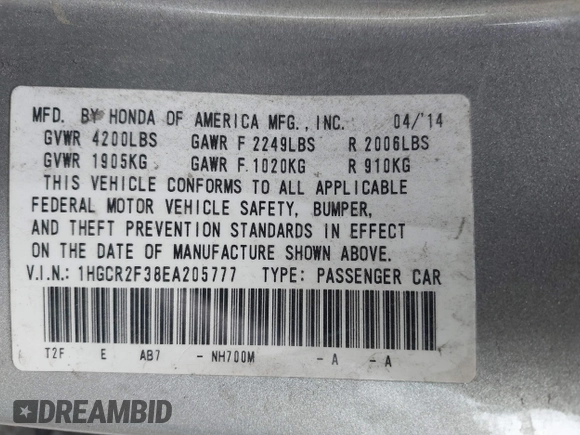 MFD. BY HONDA OF AMERICA MFG., INC. 04/'14
GVWR 4200LBS GAWR F 2249LBS R 2006LBS
GVWR 1905KG GAWR F 1020KG R 910KG
THIS VEHICLE CONFORMS TO ALL APPLICABLE
FEDERAL MOTOR VEHICLE SAFETY, BUMPER,
AND THEFT PREVENTION STANDARDS IN EFFECT
ON THE DATE OF MANUFACTURE SHOWN ABOVE.
V.I.N.: 1HGCR2F38EA205777 TYPE: PASSENGER CAR
T2F E AB7 - NH700M - A - A
DREAMBID